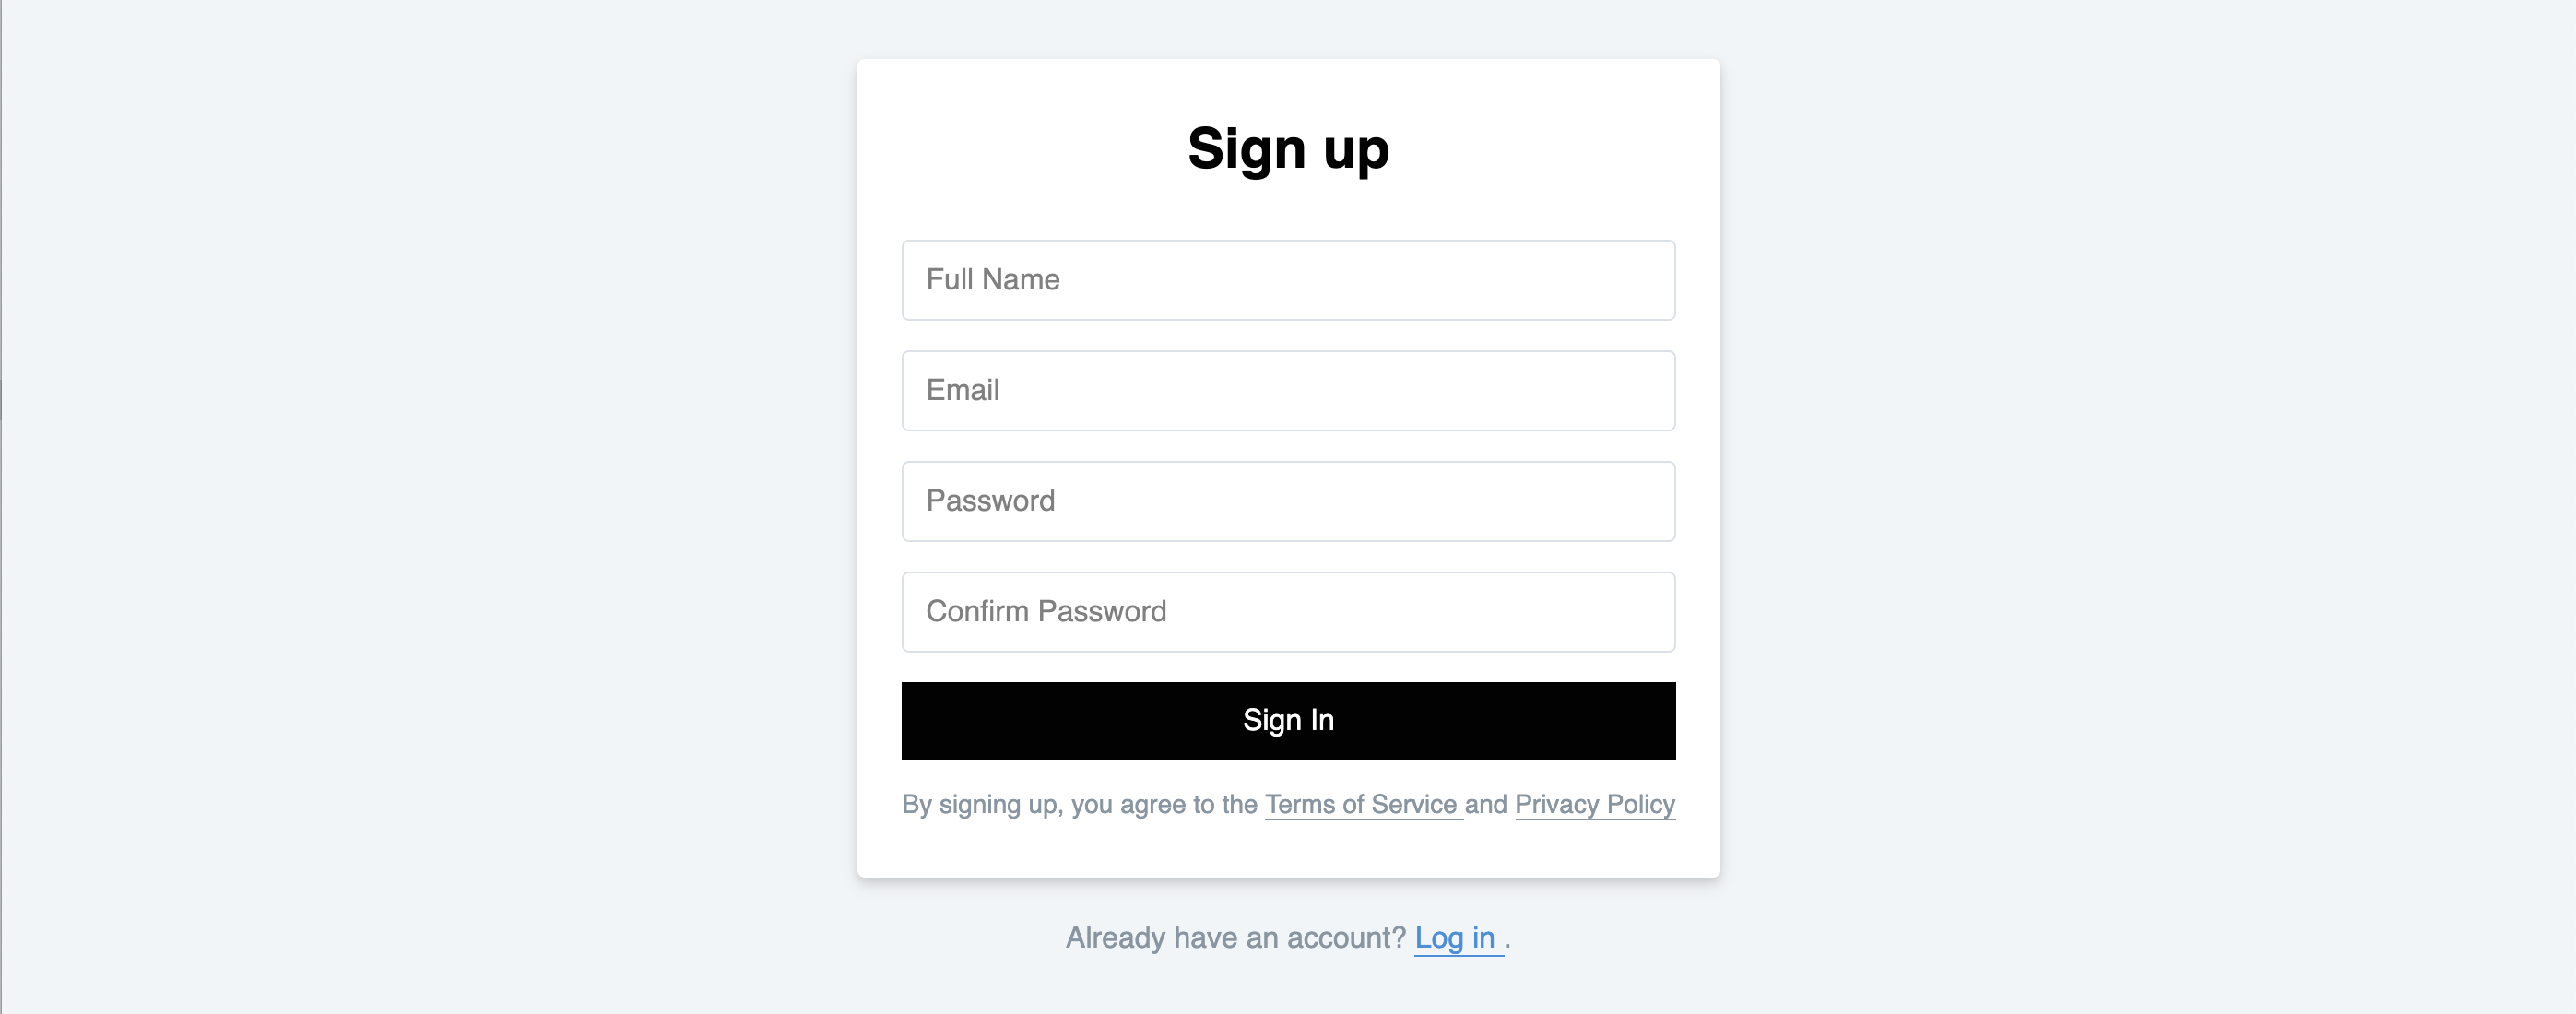 Sign up
Full Name
Email
Password
Confirm Password
Sign In
By signing up, you agree to the Terms of Service and Privacy Policy
Already have an account? Log in .